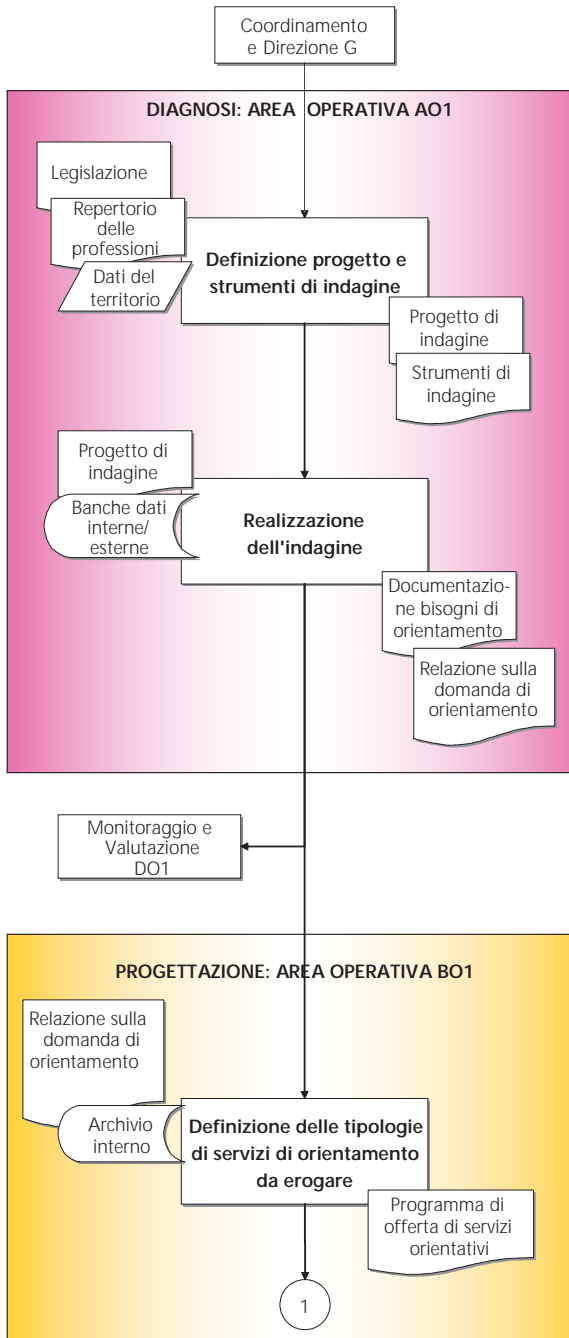 Coordinamento
e Direzione G
DIAGNOSI: AREA OPERATIVA AO1
Legislazione
Repertorio
delle
professioni
Dati del
territorio
Definizione progetto e
strumenti di indagine
Progetto di
indagine
Strumenti di
indagine
Progetto di
indagine
Banche dati
interne/
esterne
Realizzazione
dell'indagine
Documentazio-
ne bisogni di
orientamento
Relazione sulla
domanda di
orientamento
Monitoraggio e
Valutazione
DO1
PROGETTAZIONE: AREA OPERATIVA BO1
Relazione sulla
domanda di
orientamento
Archivio
interno
Definizione delle tipologie
di servizi di orientamento
da erogare
Programma di
offerta di servizi
orientativi
1